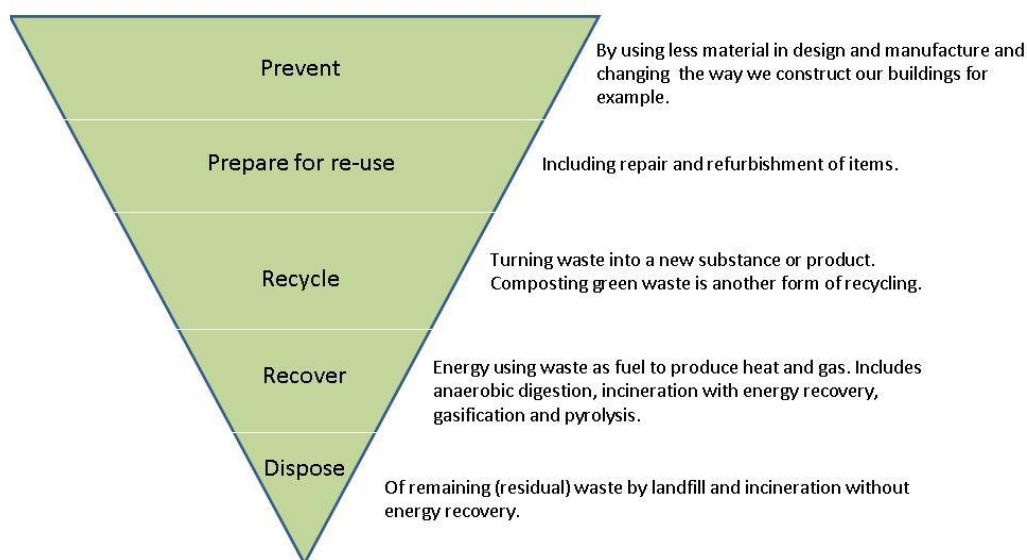 Prevent
By using less material in design and manufacture and
changing the way we construct our buildings for
example.
Prepare for re-use
Including repair and refurbishment of items.
Recycle
Turning waste into a new substance or product.
Composting green waste is another form of recycling.
Recover
Energy using waste as fuel to produce heat and gas. Includes
anaerobic digestion, incineration with energy recovery,
gasification and pyrolysis.
Dispose
Of remaining (residual) waste by landfill and incineration without
energy recovery.